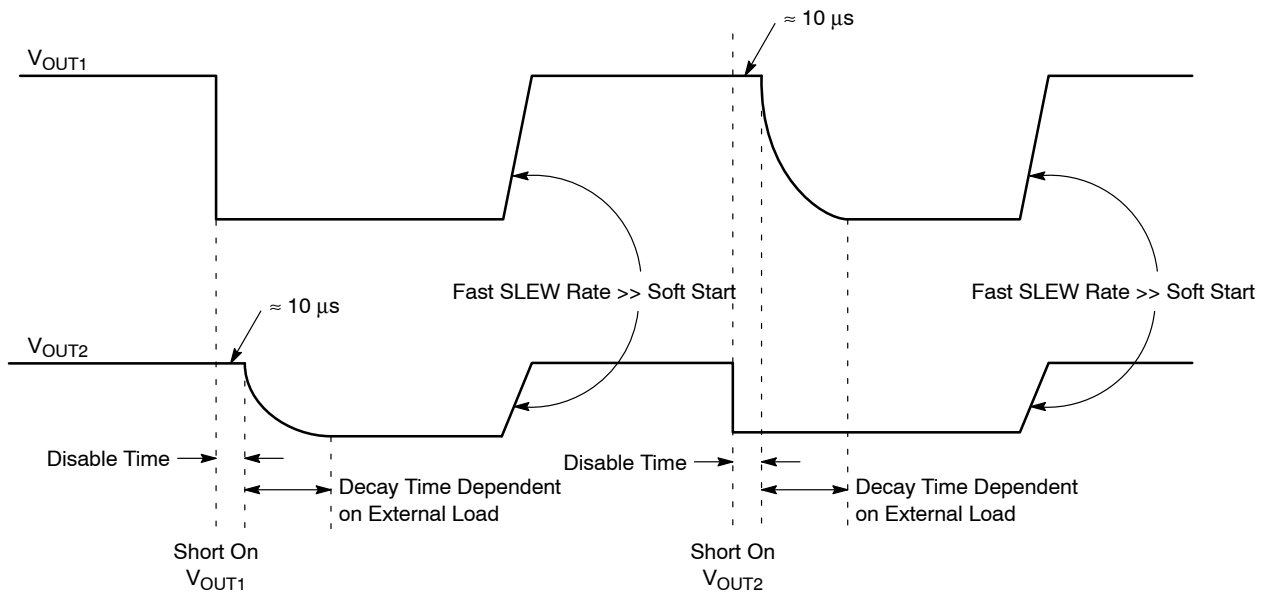 ≈ 10 μs
VOUT1
Fast SLEW Rate >> Soft Start
Fast SLEW Rate >> Soft Start
≈ 10 μs
VOUT2
Disable Time
Disable Time
Decay Time Dependent
on External Load
Decay Time Dependent
on External Load
Short On
VOUT1
Short On
VOUT2